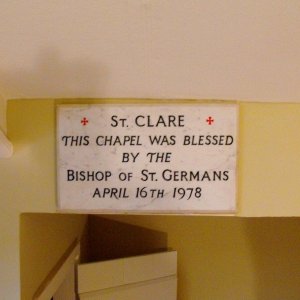 St. Clare
This chapel was blessed
by the
Bishop of St. Germans
April 16th 1978